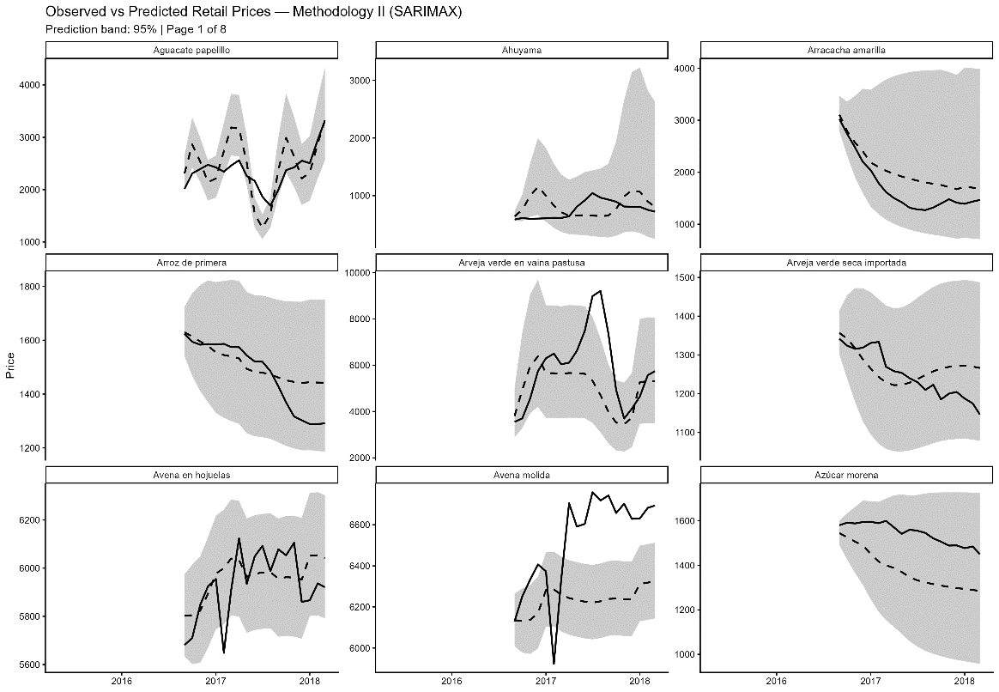 Observed vs Predicted Retail Prices — Methodology II (SARIMAX)
Prediction band: 95% | Page 1 of 8
Aguacate papelillo
Ahuyama
Arracacha amarilla
4000
3000
2000
1000
3000
2000
1000
4000
3000
2000
1000
Arroz de primera
Arveja verde en vaina pastusa
Arveja verde seca importada
Price
1800
1600
1400
1200
10000
8000
6000
4000
2000
1500
1400
1300
1200
1100
Avena en hojuelas
Avena molida
Azúcar morena
6200
6000
5800
5600
6600
6400
6200
6000
1600
1400
1200
1000
2016 2017 2018
2016 2017 2018
2016 2017 2018